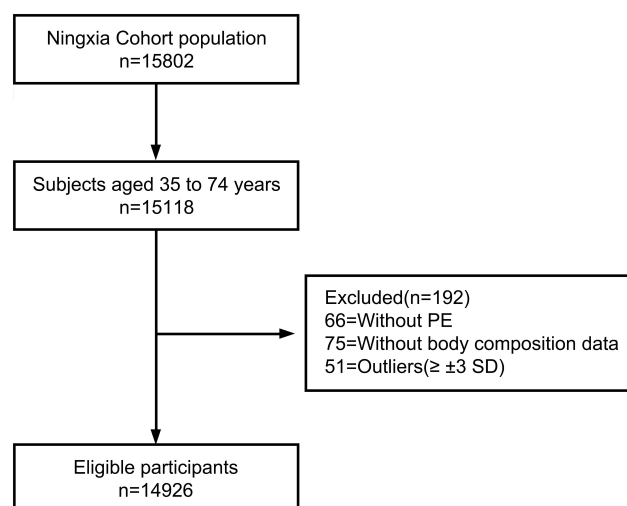 Ningxia Cohort population
n=15802
Subjects aged 35 to 74 years
n=15118
Excluded(n=192)
66=Without PE
75=Without body composition data
51=Outliers(≥ ±3 SD)
Eligible participants
n=14926